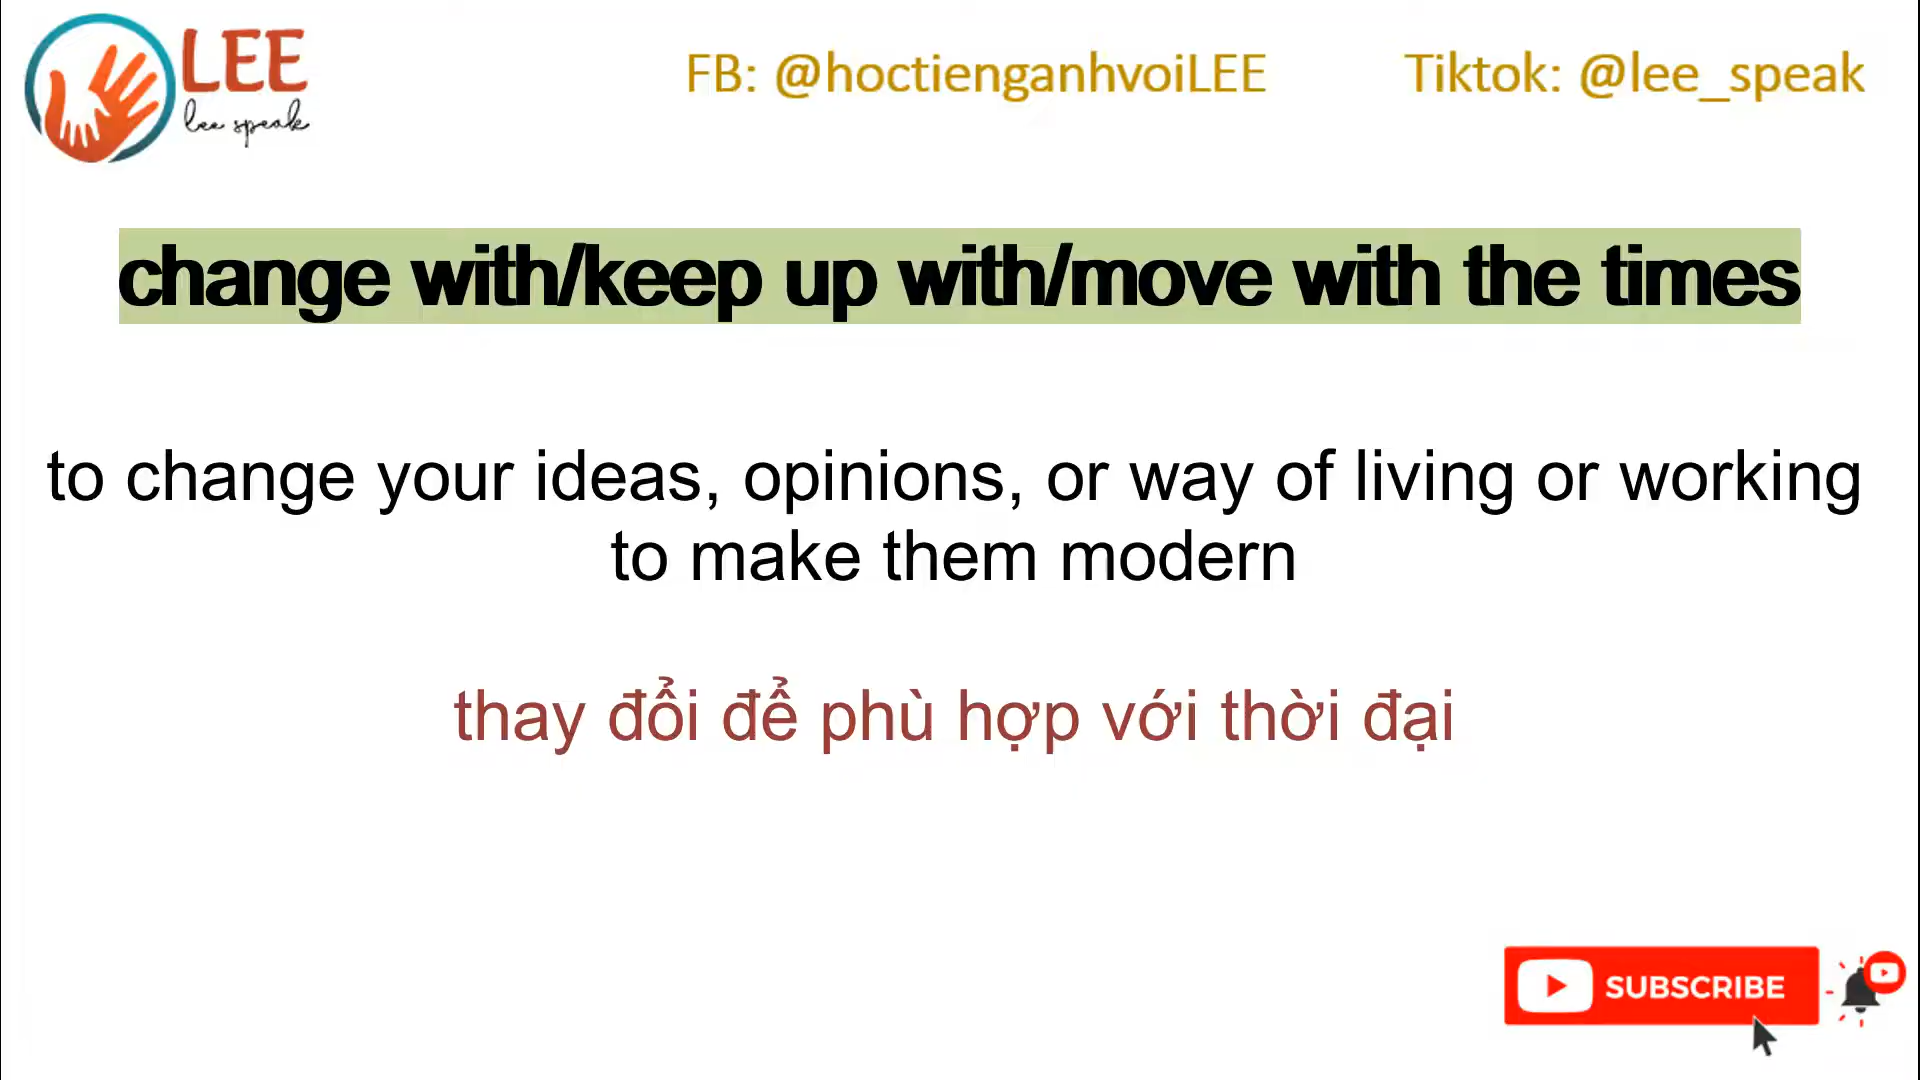 LEE
lee speak
FB: @hoctienganhvoiLEE
Tiktok: @lee_speak
change with/keep up with/move with the times
to change your ideas, opinions, or way of living or working
to make them modern
thay đổi để phù hợp với thời đại
SUBSCRIBE